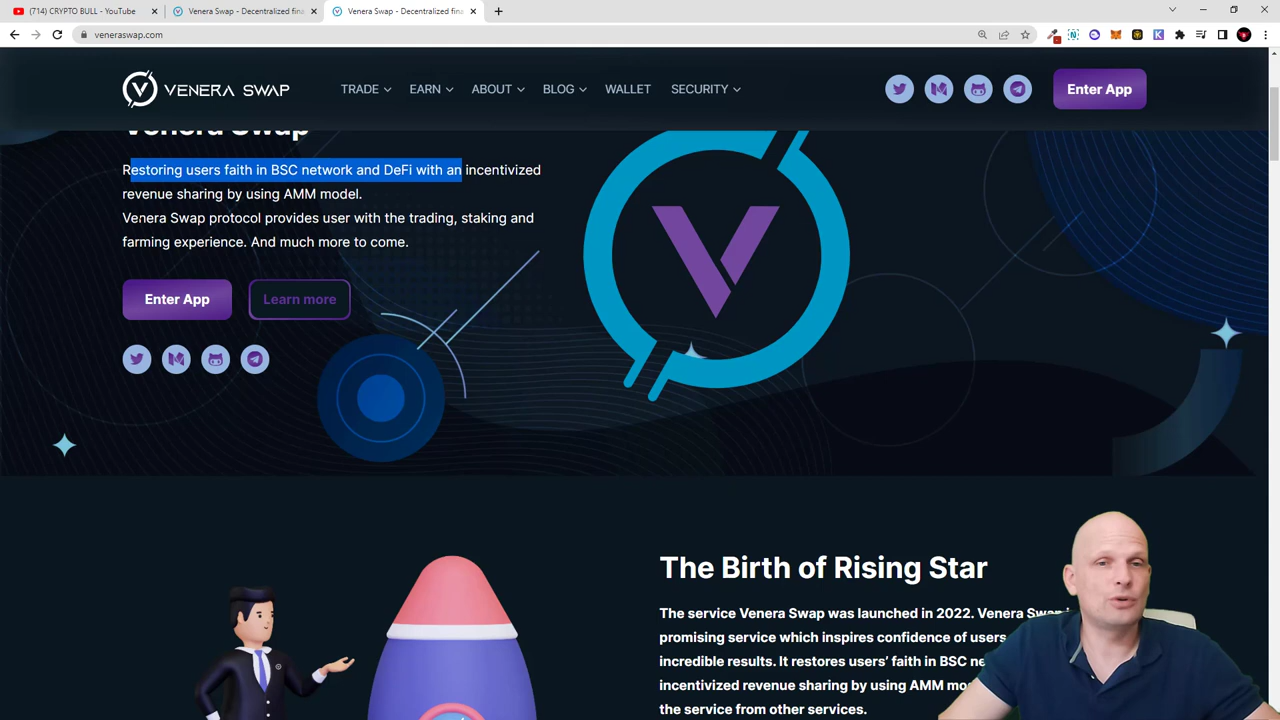 (714) CRYPTO BULL - YouTube
Venera Swap - Decentralized fina
Venera Swap - Decentralized fina
veneraswap.com
VENERA SWAP
TRADE
EARN
ABOUT
BLOG
WALLET
SECURITY
Enter App
Venera Swap
Restoring users faith in BSC network and DeFi with an incentivized
revenue sharing by using AMM model.
Venera Swap protocol provides user with the trading, staking and
farming experience. And much more to come.
Enter App
Learn more
The Birth of Rising Star
The service Venera Swap was launched in 2022. Venera Swap
promising service which inspires confidence of users
incredible results. It restores users' faith in BSC
incentivized revenue sharing by using AMM
the service from other services.